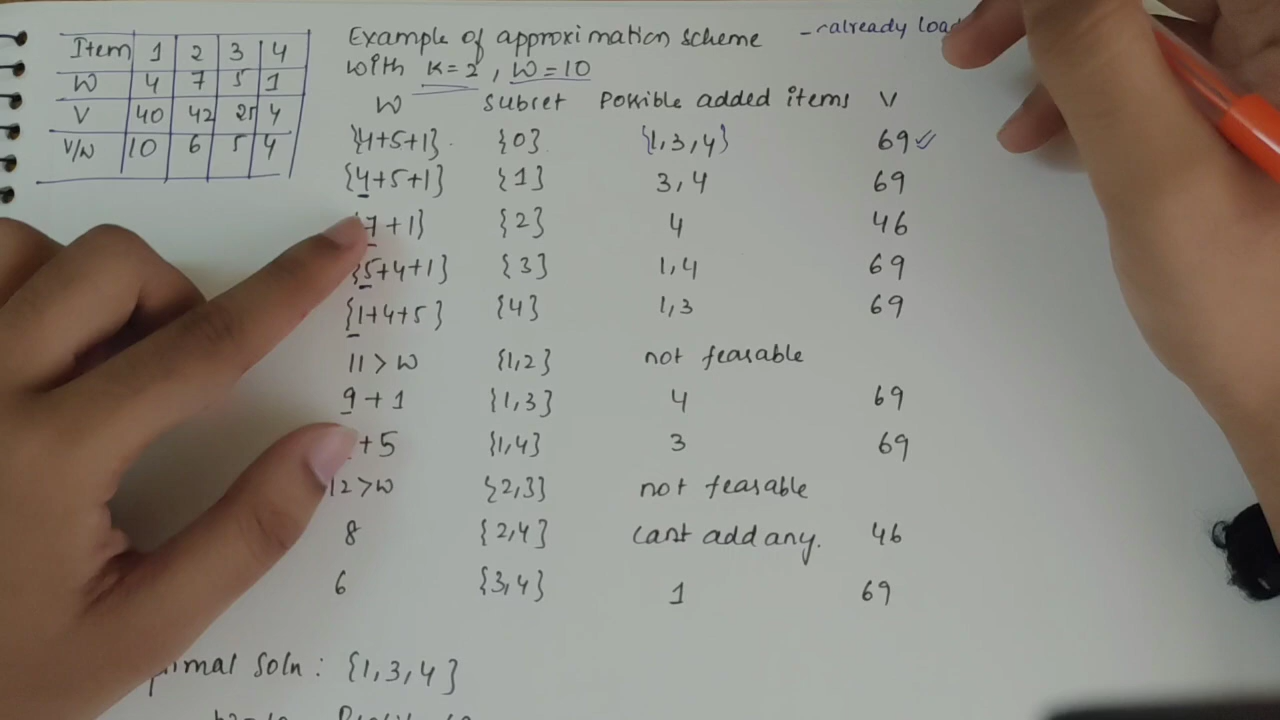 Item 1 2 3 4
W 4 7 5 1
V 40 42 25 4
V/W 10 6 5 4
Example of approximation scheme - already
with K=2, W=10
W subset possible added items V
{4+5+1} {0} {1,3,4} 69 ✓
{4+5+1} {1} 3,4 69
{7+1} {2} 4 46
{5+4+1} {3} 1,4 69
{1+4+5} {4} 1,3 69
11>W {1,2} not feasable
9+1 {1,3} 4 69
+5 {1,4} 3 69
12>W {2,3} not feasable
8 {2,4} cant add any. 46
6 {3,4} 1 69
soln: {1,3,4}